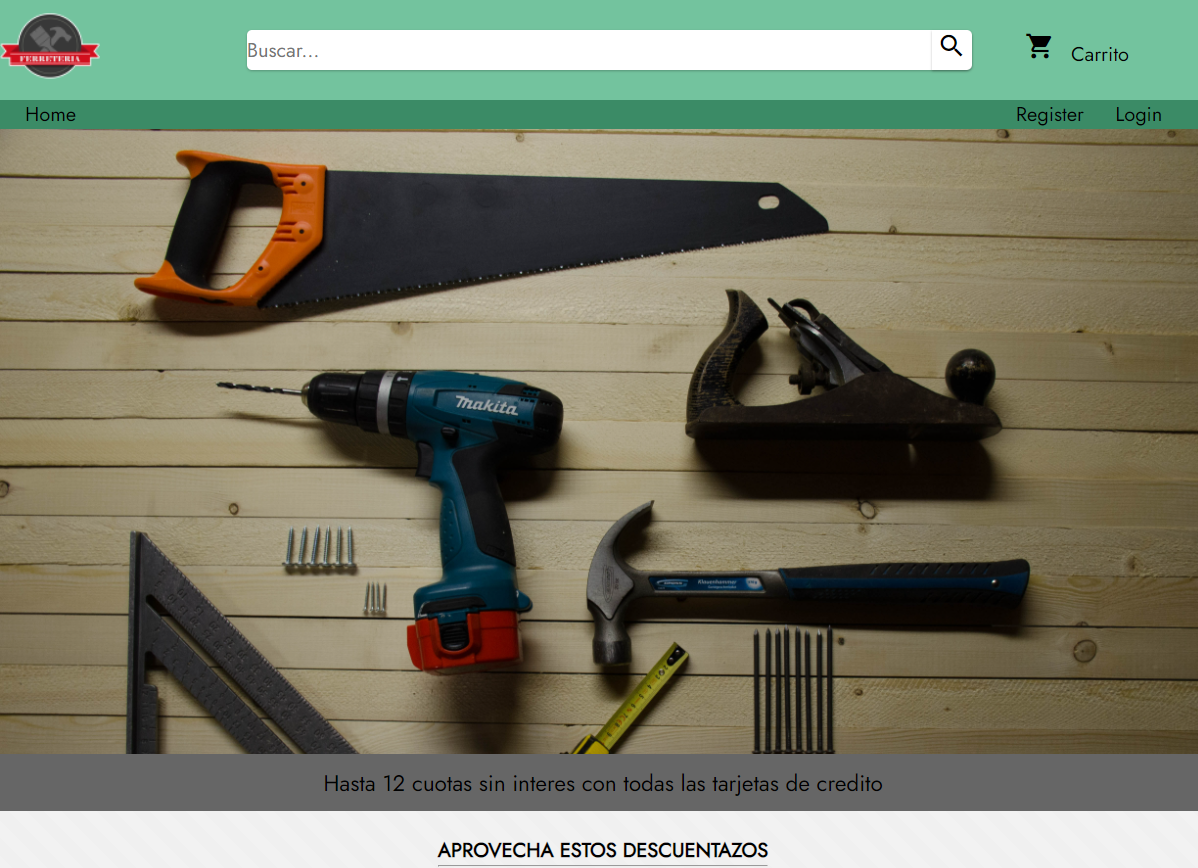 FERRETERIA
Buscar...
Carrito
Home
Register
Login
makita
Klauenhammer
Hasta 12 cuotas sin interes con todas las tarjetas de credito
APROVECHA ESTOS DESCUENTAZOS